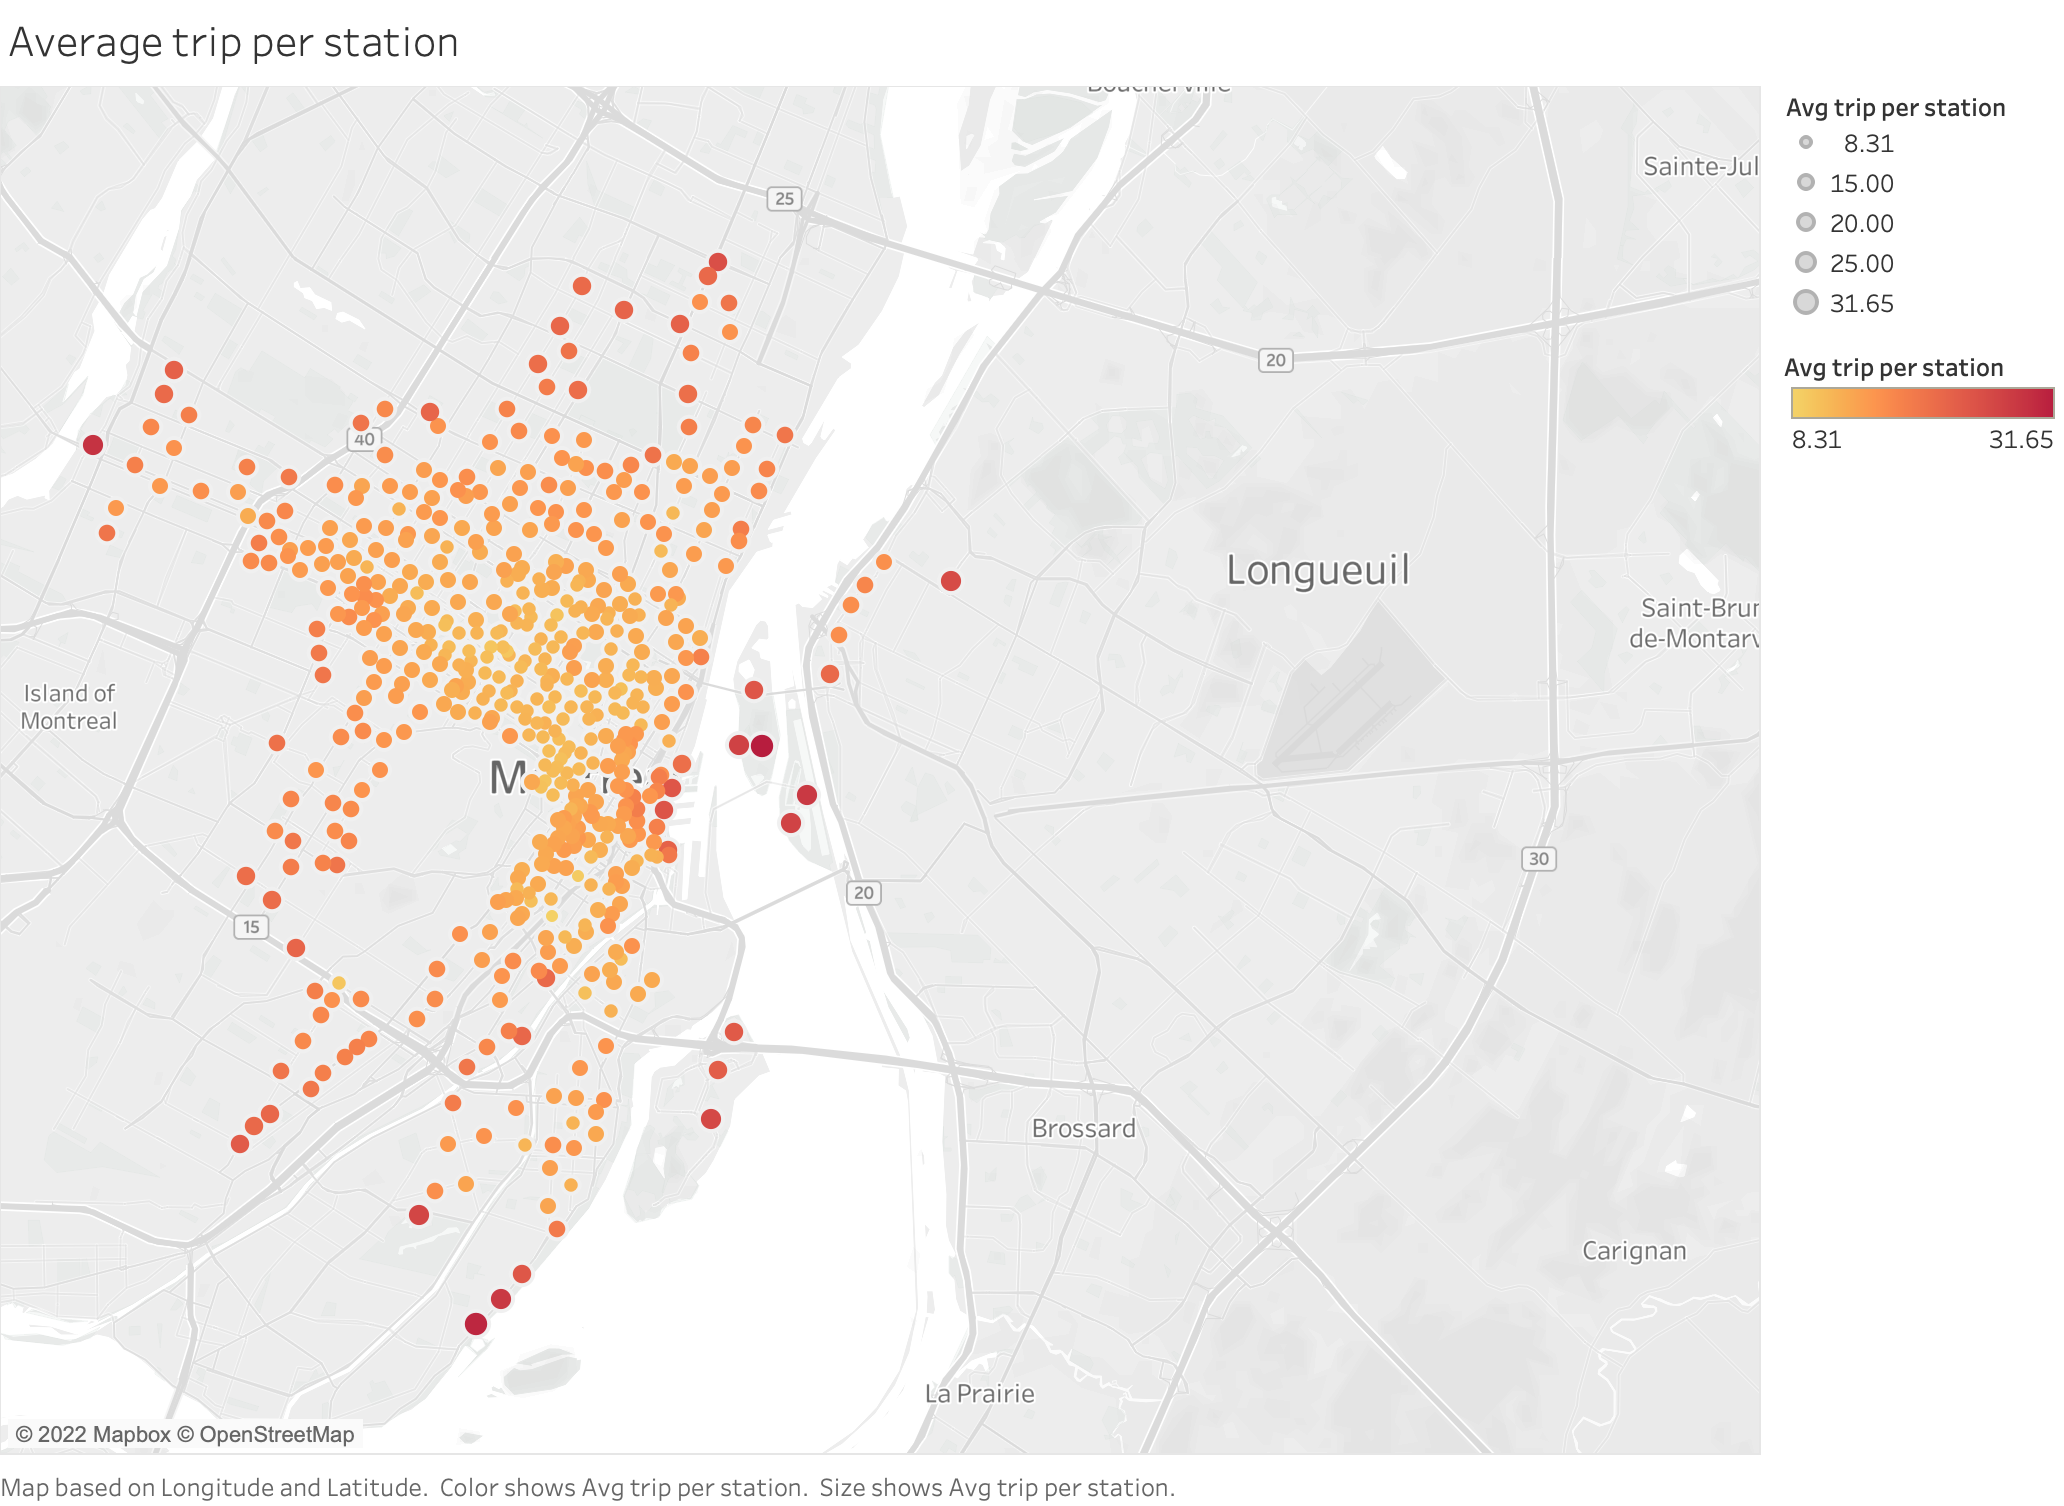 Average trip per station
Boucherville
Avg trip per station
8.31
15.00
20.00
25.00
31.65
Avg trip per station
8.31 31.65
Sainte-Jul
25
20
40
Longueuil
Saint-Brun
de-Montarv
Island of
Montreal
30
20
15
Brossard
Carignan
La Prairie
© 2022 Mapbox © OpenStreetMap
Map based on Longitude and Latitude.  Color shows Avg trip per station.  Size shows Avg trip per station.